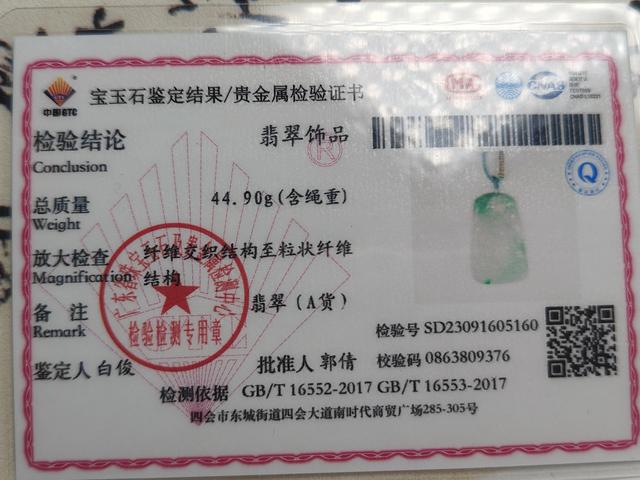 中国GTC
宝玉石鉴定结果/贵金属检验证书
MA
CNAS
检验结论 翡翠饰品
Conclusion
R
Q
总质量 44.90g(含绳重)
Weight
放大检查 纤维交织结构至粒状纤维
Magnification 结构
备 注 翡翠（A货）
Remark
检验检测专用章
检验号 SD23091605160
鉴定人 白俊 批准人 郭倩 校验码 0863809376
检测依据 GB/T 16552-2017 GB/T 16553-2017
四会市东城街道四会大道南时代商贸广场285-305号